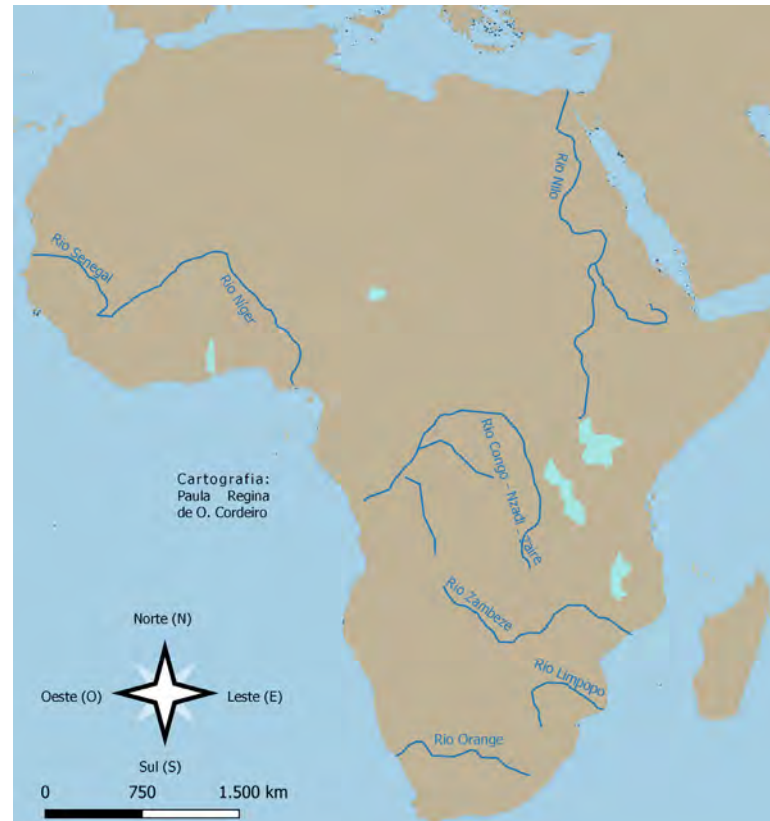 Rio Nilo
Rio Senegal
Rio Níger
Rio Congo - Nzadi - Zaire
Cartografia:
Paula Regina
de O. Cordeiro
Rio Zambeze
Norte (N)
Rio Limpopo
Oeste (O)
Leste (E)
Rio Orange
Sul (S)
0 750 1.500 km